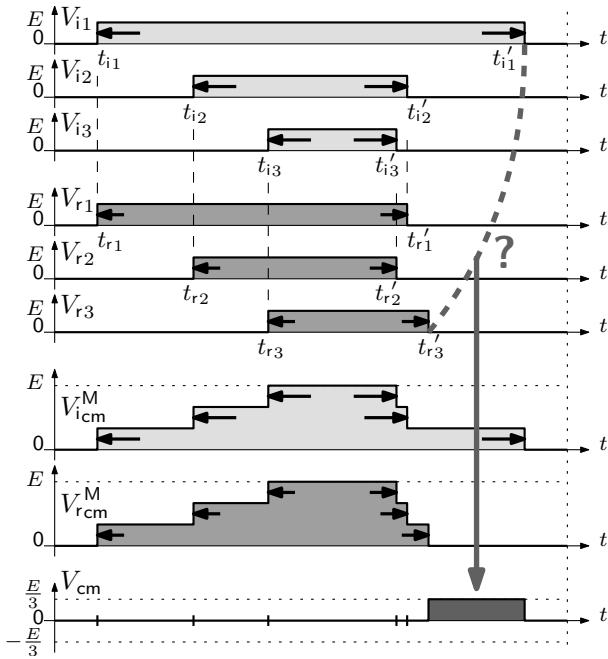 E V_i1
0 t
t_i1 t_i1′
E V_i2
0 t
t_i2 t_i2′
E V_i3
0 t
t_i3 t_i3′
E V_r1
0 t
t_r1 t_r1′
?
E V_r2
0 t
t_r2 t_r2′
E V_r3
0 t
t_r3 t_r3′
E
V_icm^M
0 t
E
V_rcm^M
0 t
V_cm
E/3
0 t
−E/3